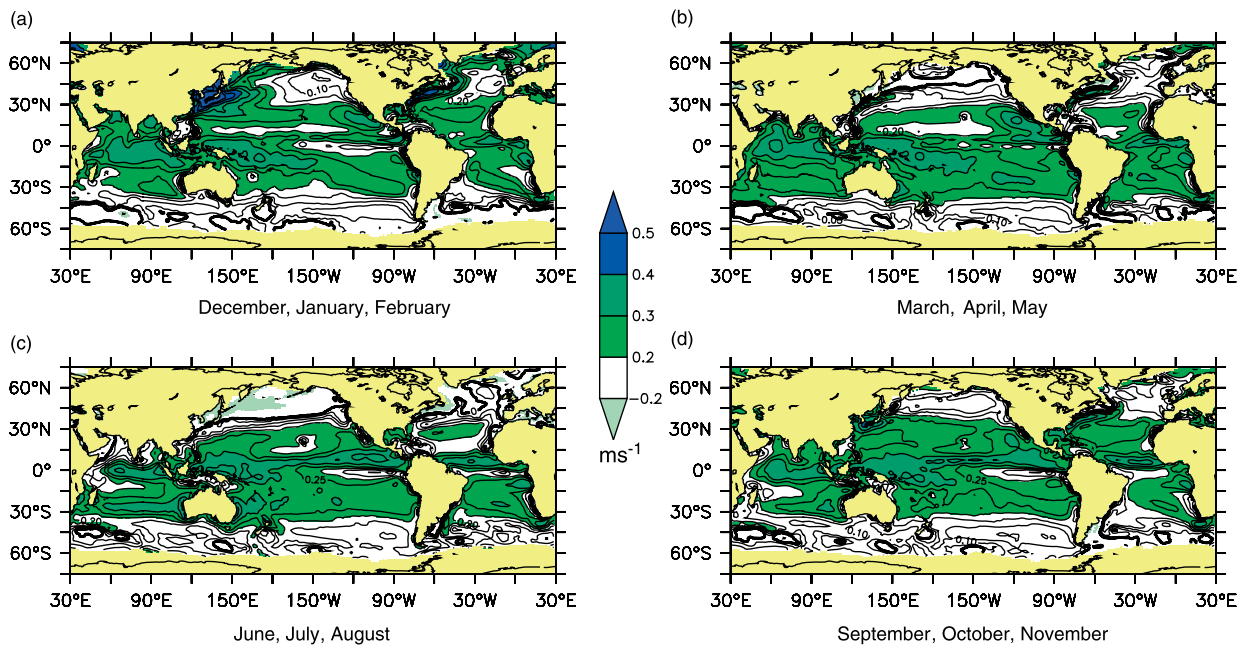 (a)
(b)
60°N
30°N
0°
30°S
60°S
0.10
0.20
30°E 90°E 150°E 150°W 90°W 30°W 30°E
December, January, February
60°N
30°N
0°
30°S
60°S
0.20
0.10
30°E 90°E 150°E 150°W 90°W 30°W 30°E
March, April, May
0.5
0.4
0.3
0.2
−0.2
ms⁻¹
(c)
(d)
60°N
30°N
0°
30°S
60°S
0.25
0.20
0.20
30°E 90°E 150°E 150°W 90°W 30°W 30°E
June, July, August
60°N
30°N
0°
30°S
60°S
0.25
0.10
0.10
30°E 90°E 150°E 150°W 90°W 30°W 30°E
September, October, November